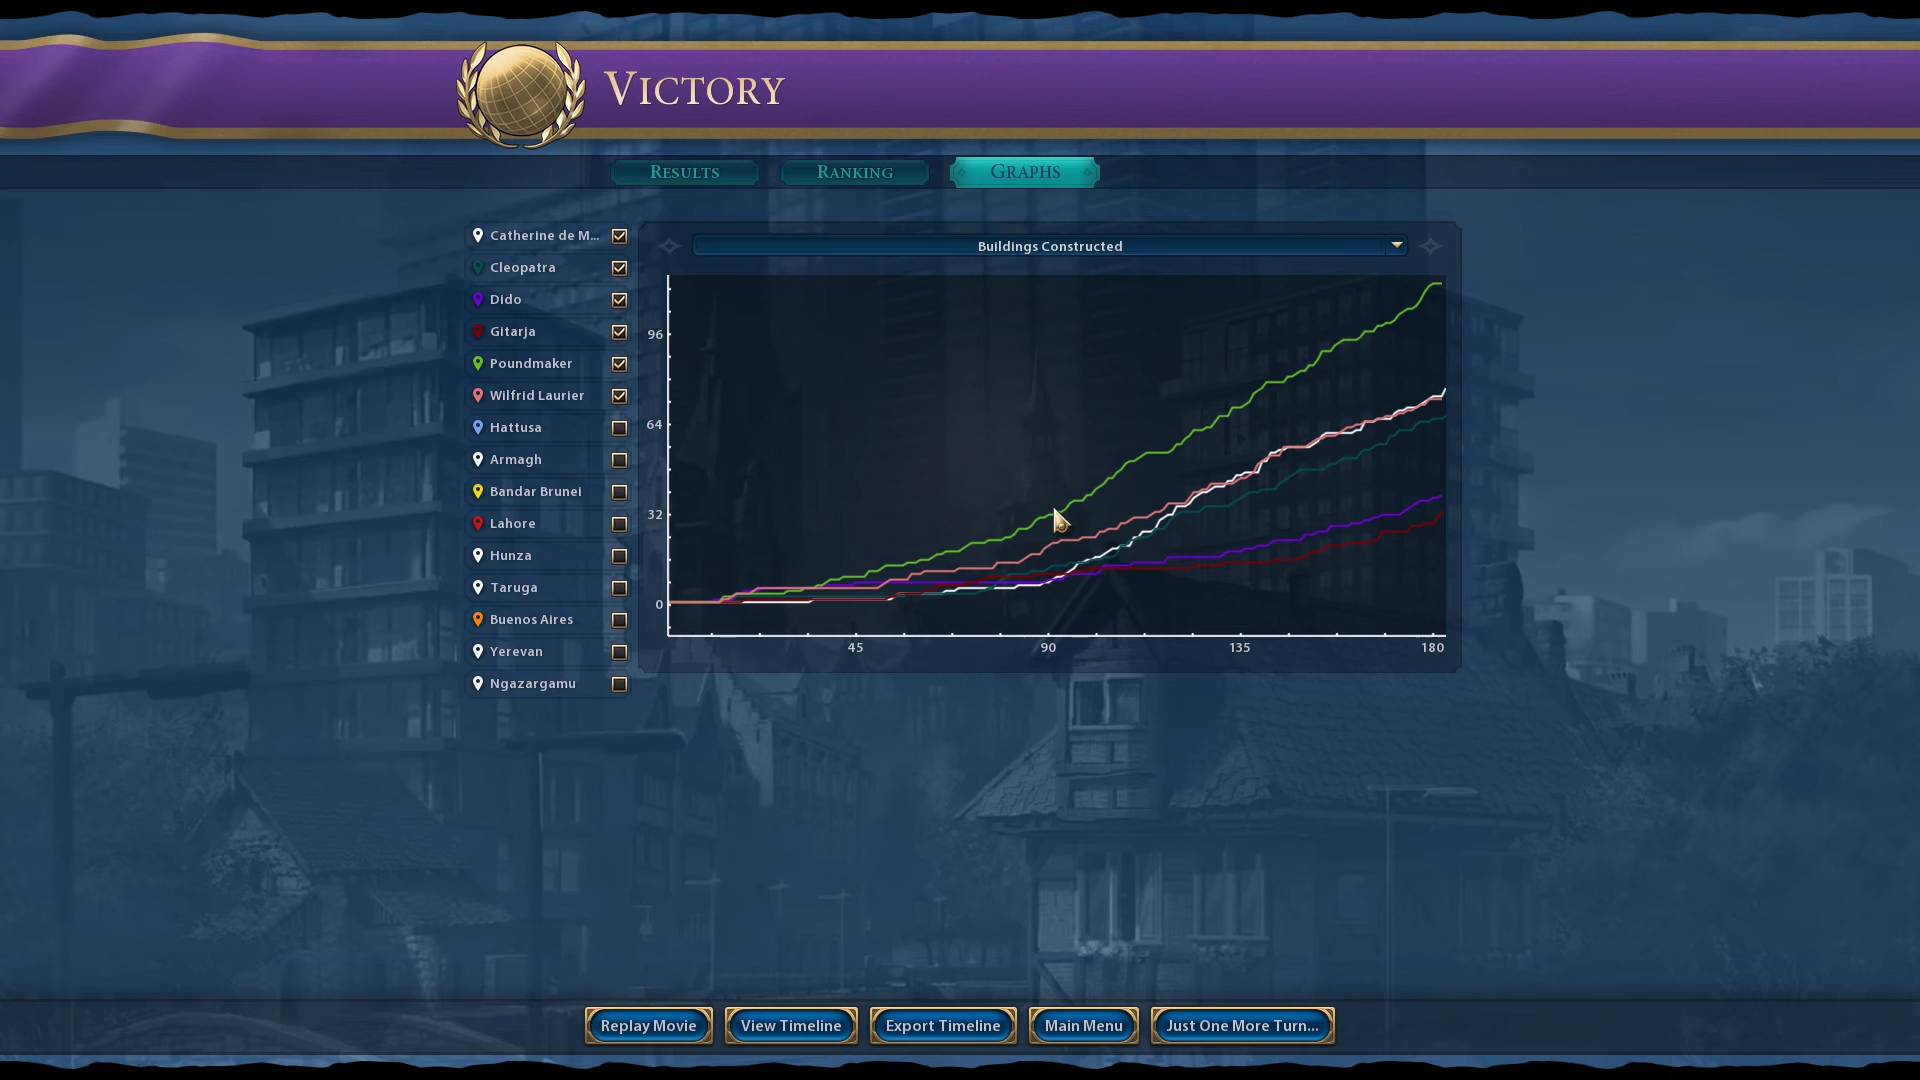 VICTORY
RESULTS
RANKING
GRAPHS
Catherine de M...
Cleopatra
Dido
Gitarja
Poundmaker
Wilfrid Laurier
Hattusa
Armagh
Bandar Brunei
Lahore
Hunza
Taruga
Buenos Aires
Yerevan
Ngazargamu
Buildings Constructed
96
64
32
0
45 90 135 180
Replay Movie
View Timeline
Export Timeline
Main Menu
Just One More Turn...